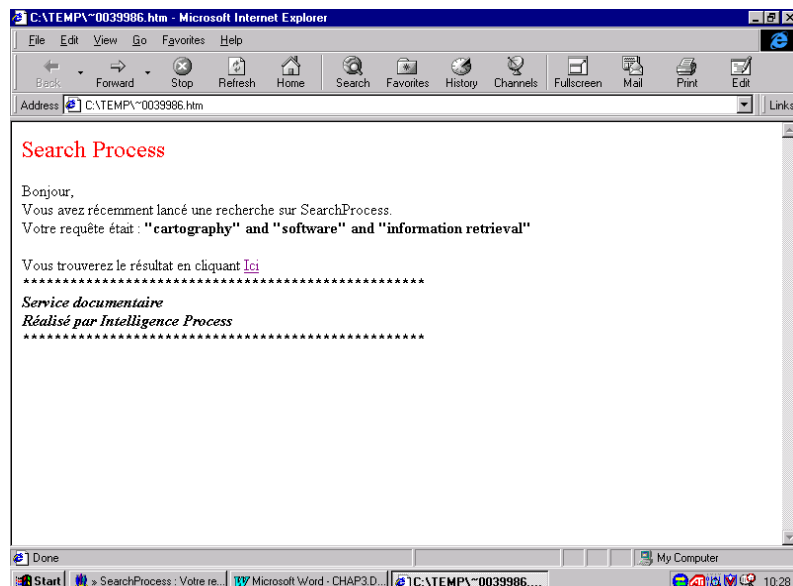 C:\TEMP\~0039986.htm - Microsoft Internet Explorer
File Edit View Go Favorites Help
Back Forward Stop Refresh Home Search Favorites History Channels Fullscreen Mail Print Edit
Address C:\TEMP\~0039986.htm Links
Search Process
Bonjour,
Vous avez récemment lancé une recherche sur SearchProcess.
Votre requête était : "cartography" and "software" and "information retrieval"
Vous trouverez le résultat en cliquant Ici
**************************************************
Service documentaire
Réalisé par Intelligence Process
**************************************************
Done My Computer
Start » SearchProcess : Votre re... Microsoft Word - CHAP3.D... C:\TEMP\~0039986.... 10:28